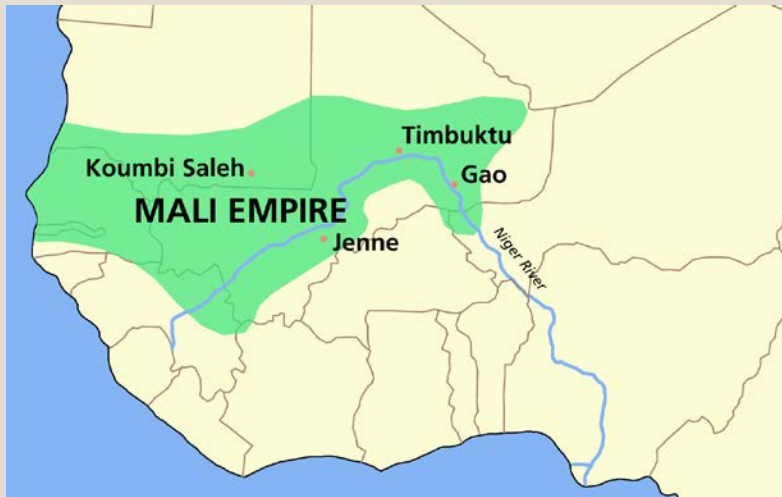 Timbuktu
Koumbi Saleh
Gao
MALI EMPIRE
Jenne
Niger River